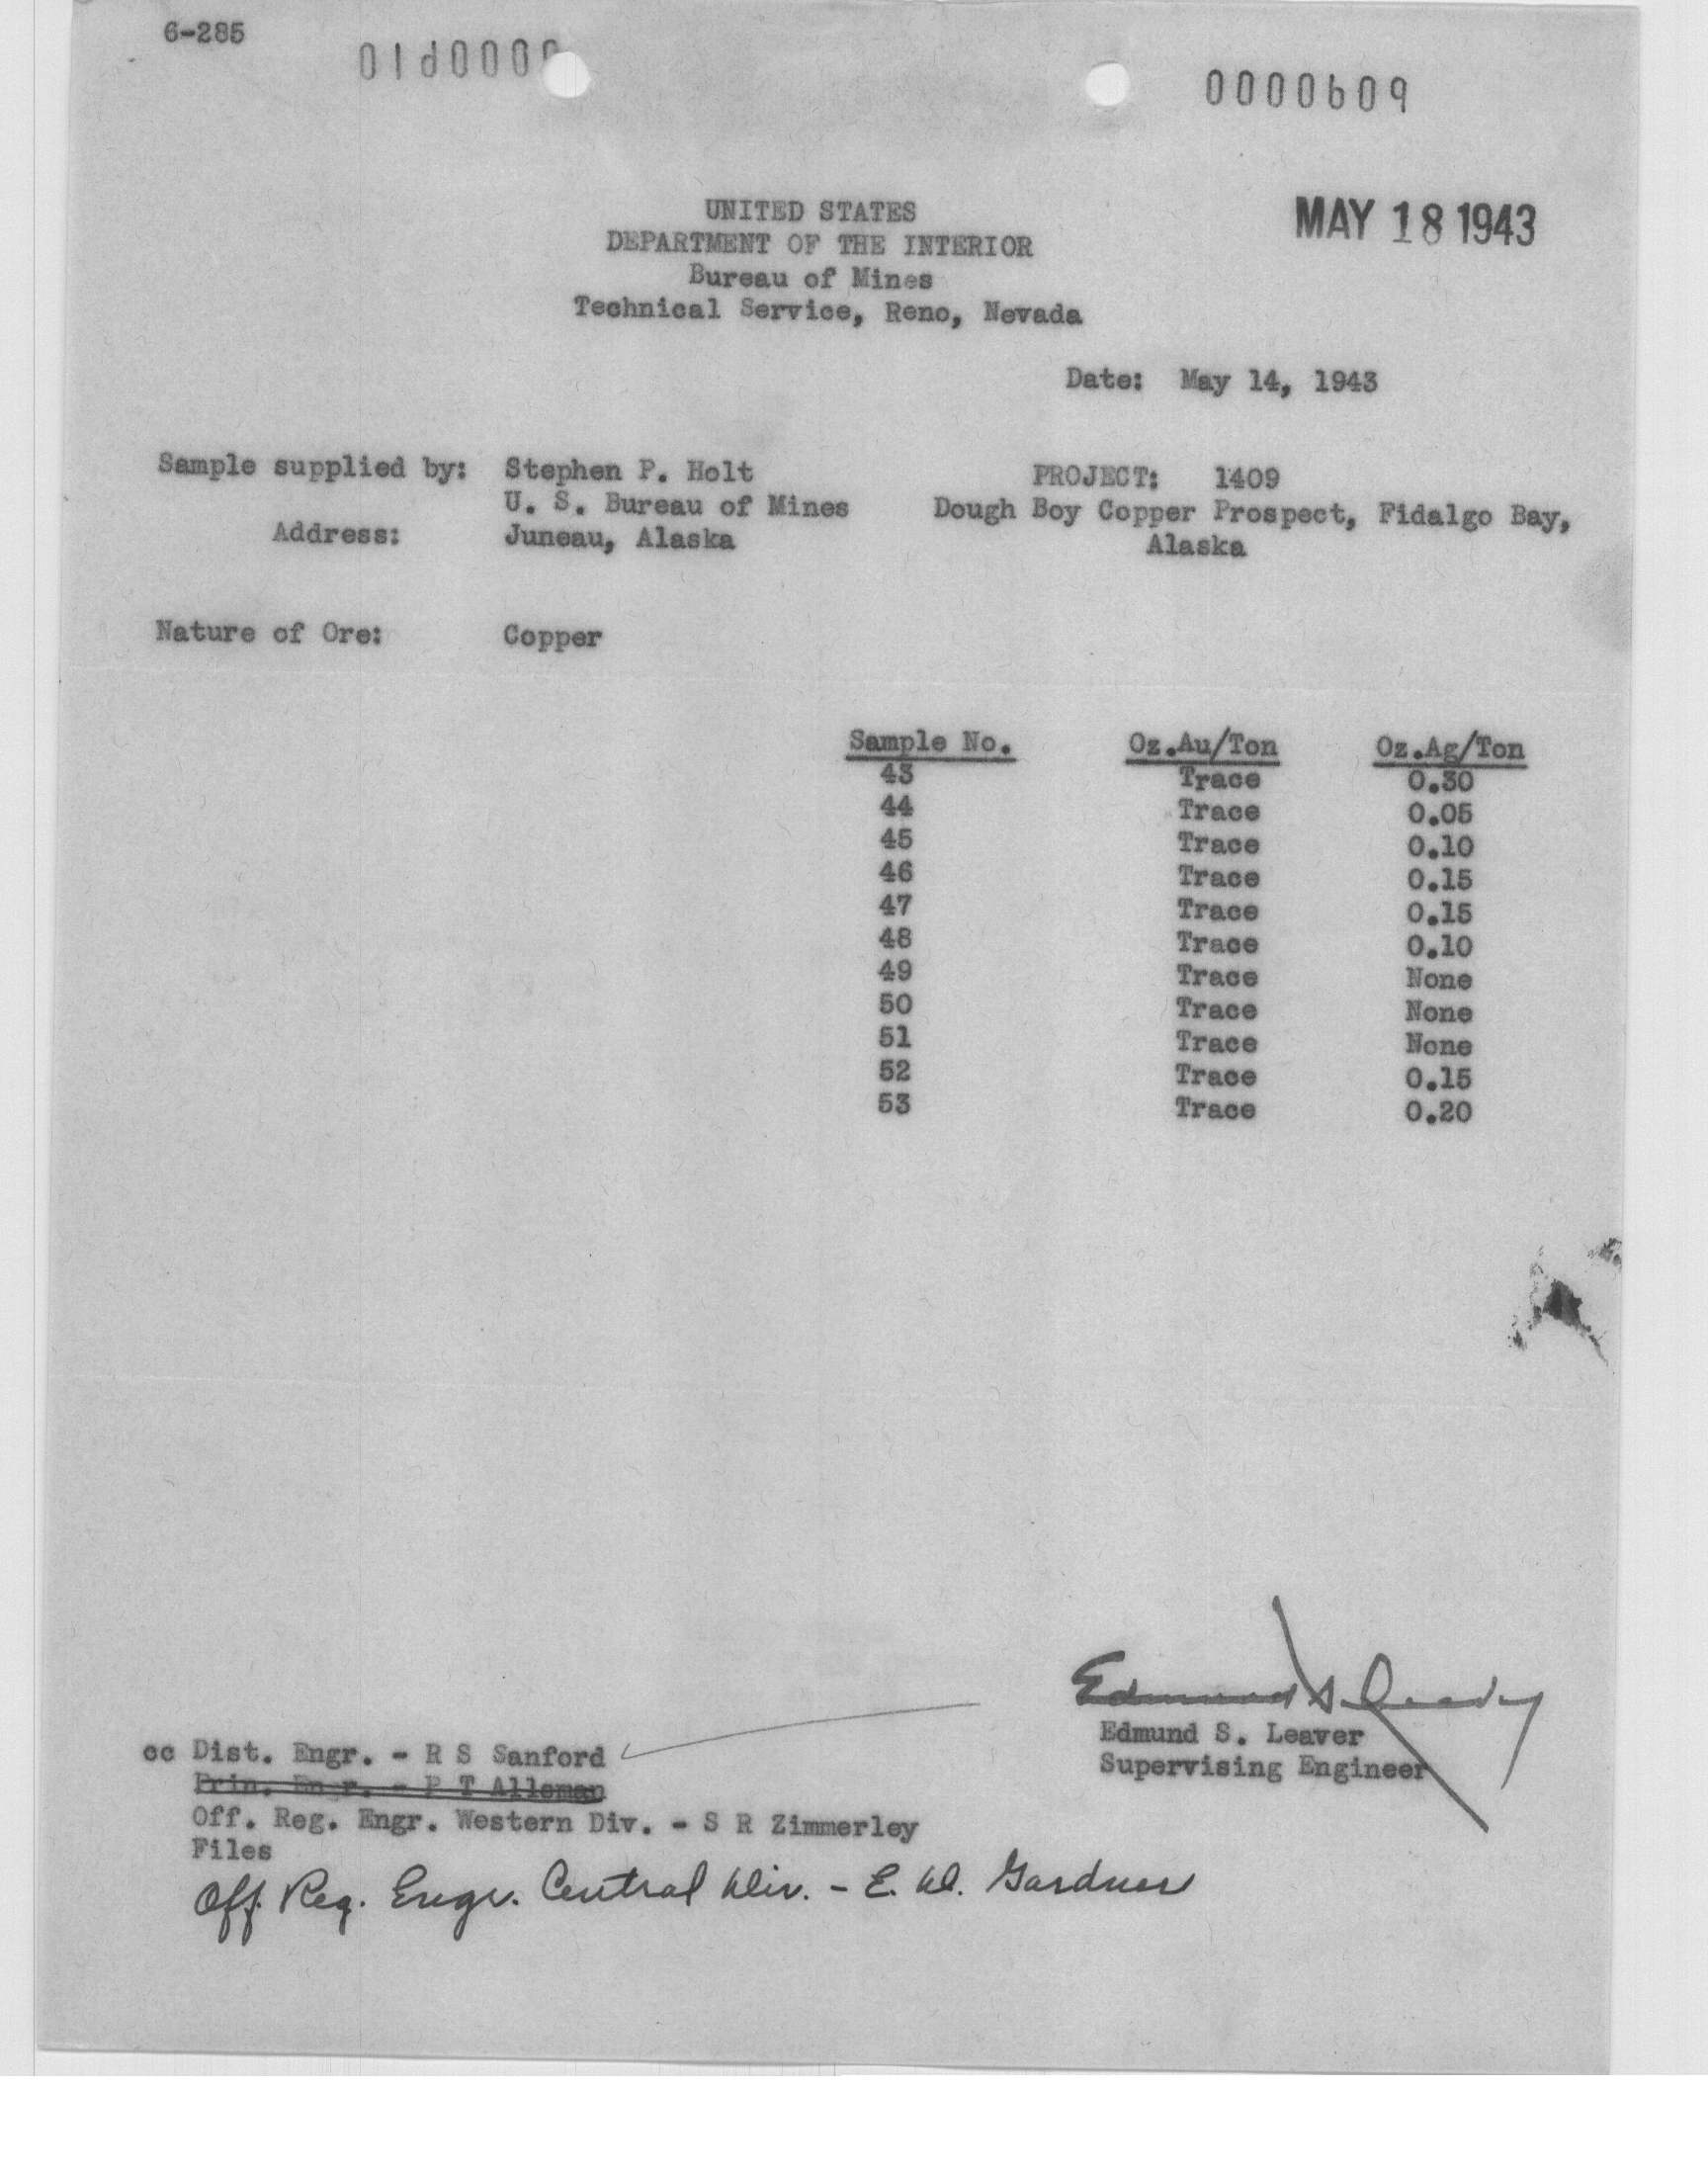 6-285
0000609
UNITED STATES
DEPARTMENT OF THE INTERIOR
Bureau of Mines
Technical Service, Reno, Nevada
MAY 18 1943
Date: May 14, 1943
Sample supplied by: Stephen P. Holt
U. S. Bureau of Mines
Address: Juneau, Alaska
PROJECT: 1409
Dough Boy Copper Prospect, Fidalgo Bay,
Alaska
Nature of Ore: Copper
Sample No. Oz.Au/Ton Oz.Ag/Ton
43 Trace 0.30
44 Trace 0.05
45 Trace 0.10
46 Trace 0.15
47 Trace 0.15
48 Trace 0.10
49 Trace None
50 Trace None
51 Trace None
52 Trace 0.15
53 Trace 0.20
Edmund S. Leaver
Edmund S. Leaver
Supervising Engineer
cc Dist. Engr. - R S Sanford
Prin. Engr. - P T Allsman
Off. Reg. Engr. Western Div. - S R Zimmerley
Files
Off. Reg. Engr. Central Div. - E. D. Gardner